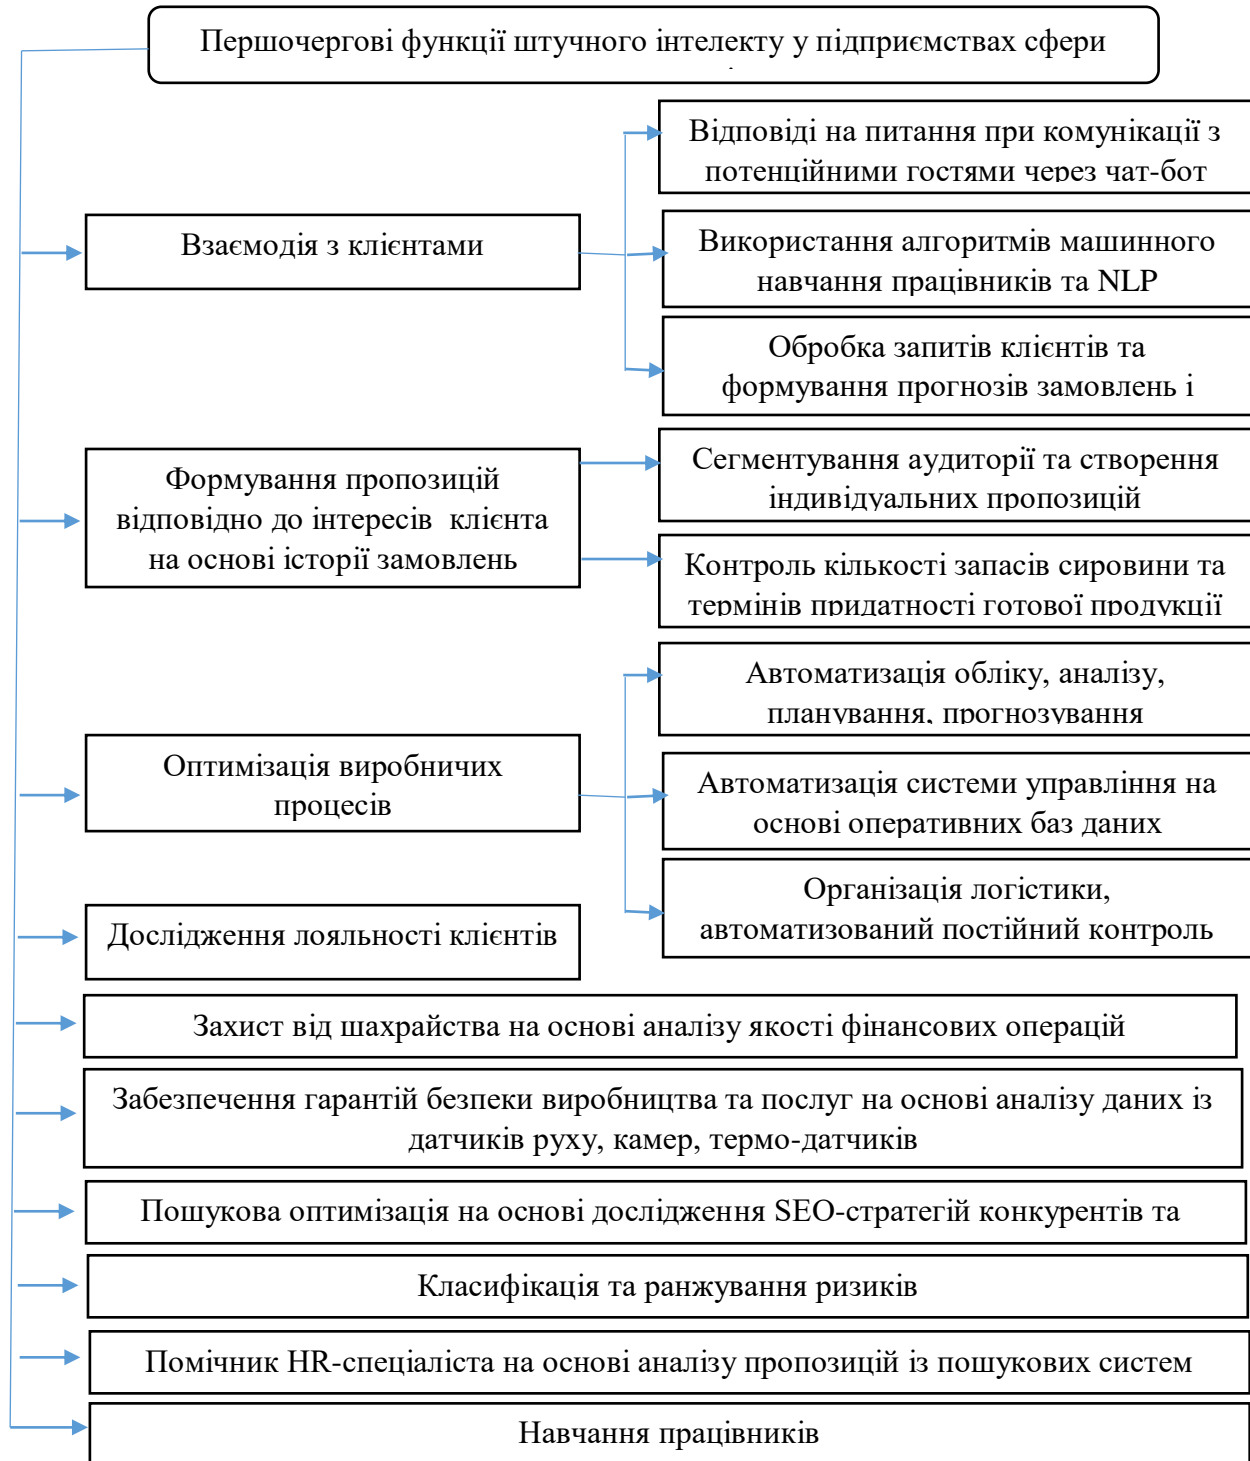 Першочергові функції штучного інтелекту у підприємствах сфери
Взаємодія з клієнтами
Відповіді на питання при комунікації з
потенційними гостями через чат-бот
Використання алгоритмів машинного
навчання працівників та NLP
Обробка запитів клієнтів та
формування прогнозів замовлень і
Формування пропозицій
відповідно до інтересів клієнта
на основі історії замовлень
Сегментування аудиторії та створення
індивідуальних пропозицій
Контроль кількості запасів сировини та
термінів придатності готової продукції
Оптимізація виробничих
процесів
Автоматизація обліку, аналізу,
планування, прогнозування
Автоматизація системи управління на
основі оперативних баз даних
Організація логістики,
автоматизований постійний контроль
Дослідження лояльності клієнтів
Захист від шахрайства на основі аналізу якості фінансових операцій
Забезпечення гарантій безпеки виробництва та послуг на основі аналізу даних із
датчиків руху, камер, термо-датчиків
Пошукова оптимізація на основі дослідження SEO-стратегій конкурентів та
Класифікація та ранжування ризиків
Помічник HR-спеціаліста на основі аналізу пропозицій із пошукових систем
Навчання працівників